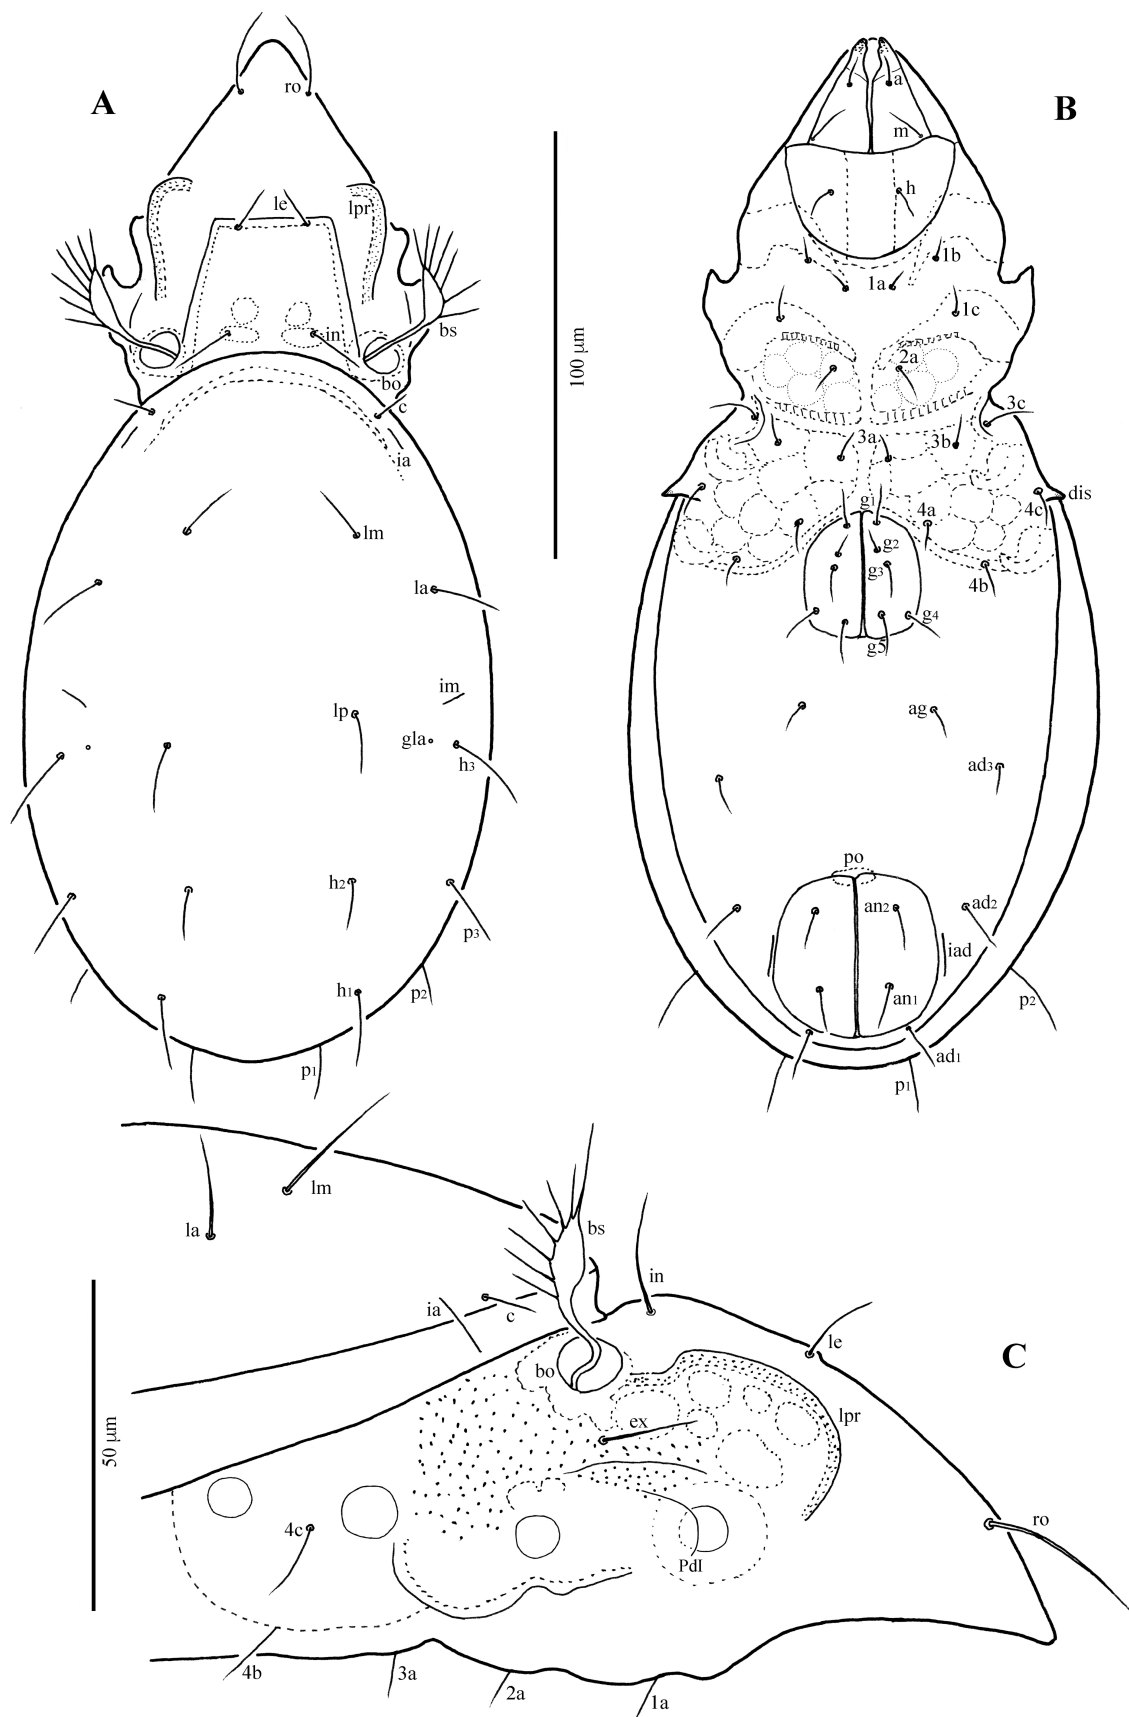 A
ro
le
lpr
in
bs
bo
c
ia
lm
la
im
lp
gla
h3
h2
p3
h1
p2
p1
100 µm
B
a
m
h
1b
1a
1c
2a
3c
3a
3b
dis
g1
4a
4c
g2
g3
4b
g4
g5
ag
ad3
po
an2
ad2
iad
an1
p2
ad1
p1
lm
la
bs
in
ia
c
le
C
bo
lpr
ex
50 µm
4c
ro
PdI
4b
3a
2a
1a